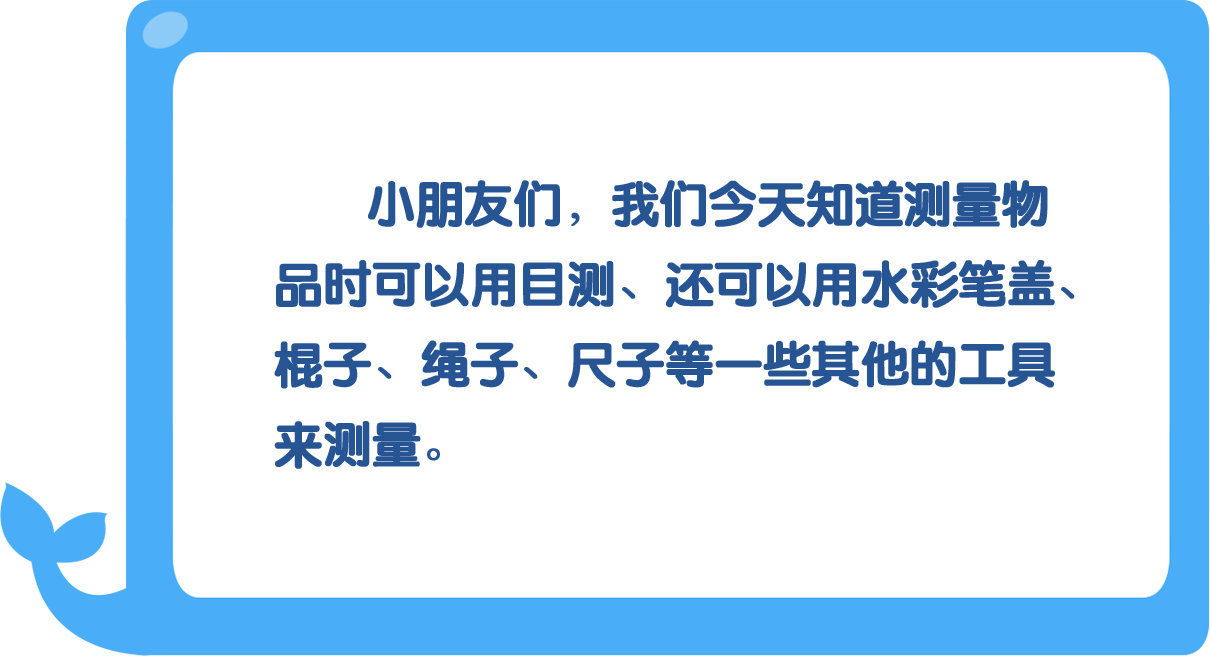 小朋友们，我们今天知道测量物
品时可以用目测、还可以用水彩笔盖、
棍子、绳子、尺子等一些其他的工具
来测量。